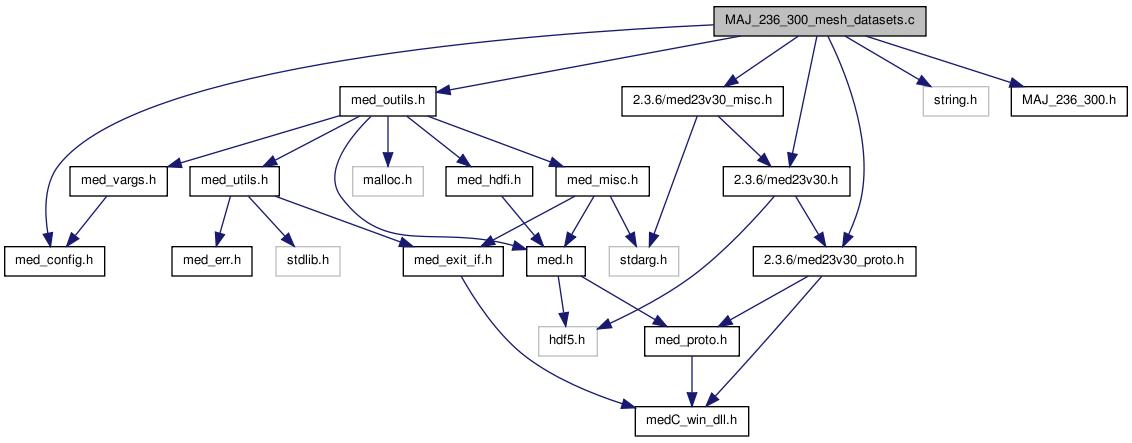 MAJ_236_300_mesh_datasets.c
med_outils.h
2.3.6/med23v30_misc.h
string.h
MAJ_236_300.h
med_vargs.h
med_utils.h
malloc.h
med_hdfi.h
med_misc.h
2.3.6/med23v30.h
med_config.h
med_err.h
stdlib.h
med_exit_if.h
med.h
stdarg.h
2.3.6/med23v30_proto.h
hdf5.h
med_proto.h
medC_win_dll.h